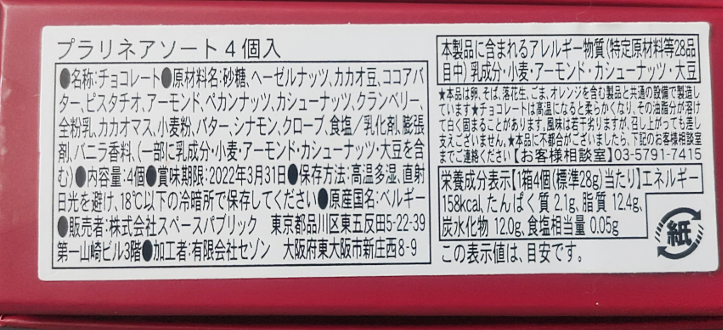 プラリネアソート4個入
●名称:チョコレート●原材料名:砂糖、ヘーゼルナッツ、カカオ豆、ココアバ
ター、ピスタチオ、アーモンド、ペカンナッツ、カシューナッツ、クランベリー、
全粉乳、カカオマス、小麦粉、バター、シナモン、クローブ、食塩/乳化剤、膨張
剤、バニラ香料、(一部に乳成分・小麦・アーモンド・カシューナッツ・大豆を含
む)●内容量:4個●賞味期限:2022年3月31日●保存方法:高温多湿、直射
日光を避け、18℃以下の冷暗所で保存してください●原産国名:ベルギー
●販売者:株式会社スペースパブリック 東京都品川区東五反田5-22-39
第一山崎ビル3階●加工者:有限会社セゾン 大阪府東大阪市新庄西8-9
本製品に含まれるアレルギー物質(特定原材料等28品
目中)乳成分・小麦・アーモンド・カシューナッツ・大豆
★本品は卵、そば、落花生、ごま、オレンジを含む製品と共通の設備で製造し
ています★チョコレートは高温になると柔らかくなり、その油脂分が溶け
て白く固まることがあります。風味は若干劣りますが、召し上がっても差し
支えございません。★本品に不都合がございましたら、下記のお客様相談室
までご連絡ください【お客様相談室】03-5791-7415
栄養成分表示【1箱4個(標準28g)当たり】エネルギー
158kcal、たんぱく質 2.1g、脂質 12.4g、
炭水化物 12.0g、食塩相当量 0.05g
この表示値は、目安です。
紙